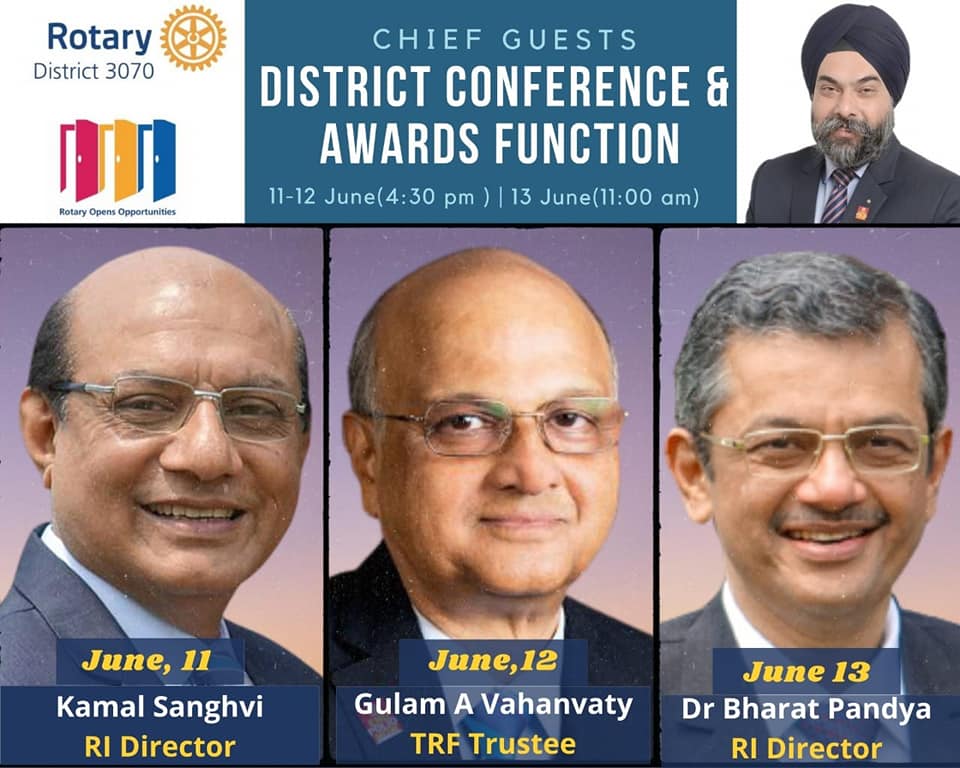 Rotary
District 3070
Rotary Opens Opportunities
CHIEF GUESTS
DISTRICT CONFERENCE &
AWARDS FUNCTION
11-12 June(4:30 pm ) | 13 June(11:00 am)
June, 11
Kamal Sanghvi
RI Director
June,12
Gulam A Vahanvaty
TRF Trustee
June 13
Dr Bharat Pandya
RI Director